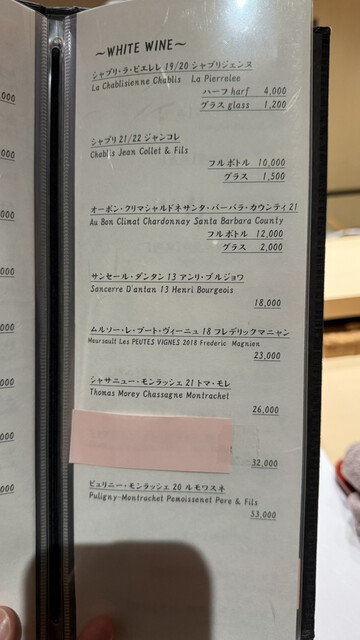 ~WHITE WINE~
シャブリ・ラ・ピエレレ 19/20 シャブリジェンヌ
La Chablisienne Chablis La Pierrelee
ハーフ harf 4,000
グラス glass 1,200
シャブリ 21/22 ジャンコレ
Chablis Jean Collet & Fils
フルボトル 10,000
グラス 1,500
オーボン・クリマシャルドネサンタ・バーバラ・カウンティ 21
Au Bon Climat Chardonnay Santa Barbara County
フルボトル 12,000
グラス 2,000
サンセール・ダンタン 13 アンリ・ブルジョワ
Sancerre D'antan 13 Henri Bourgeois
18,000
ムルソー・レ・プート・ヴィーニュ 18 フレデリックマニャン
Meursault Les PEUTES VIGNES 2018 Frederic Magnien
23,000
シャサニュー・モンラッシェ 21 トマ・モレ
Thomas Morey Chassagne Montrachet
26,000
32,000
ピュリニー・モンラッシェ 20 ルモワスネ
Puligny-Montrachet Pemoissenet Pere & Fils
53,000
,000
,000
,000
,000
,000
000
000
000
00